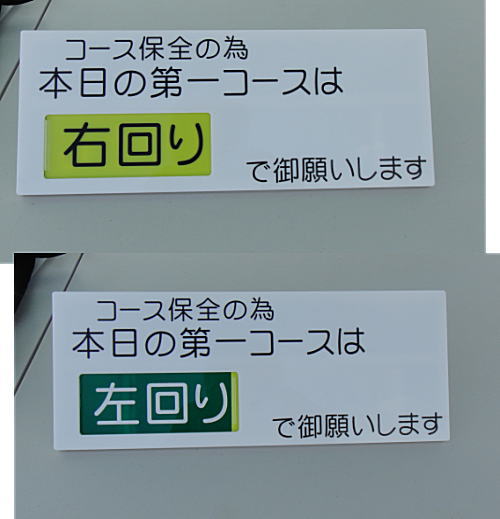 コース保全の為
本日の第一コースは
右回り
で御願いします
コース保全の為
本日の第一コースは
左回り
で御願いします